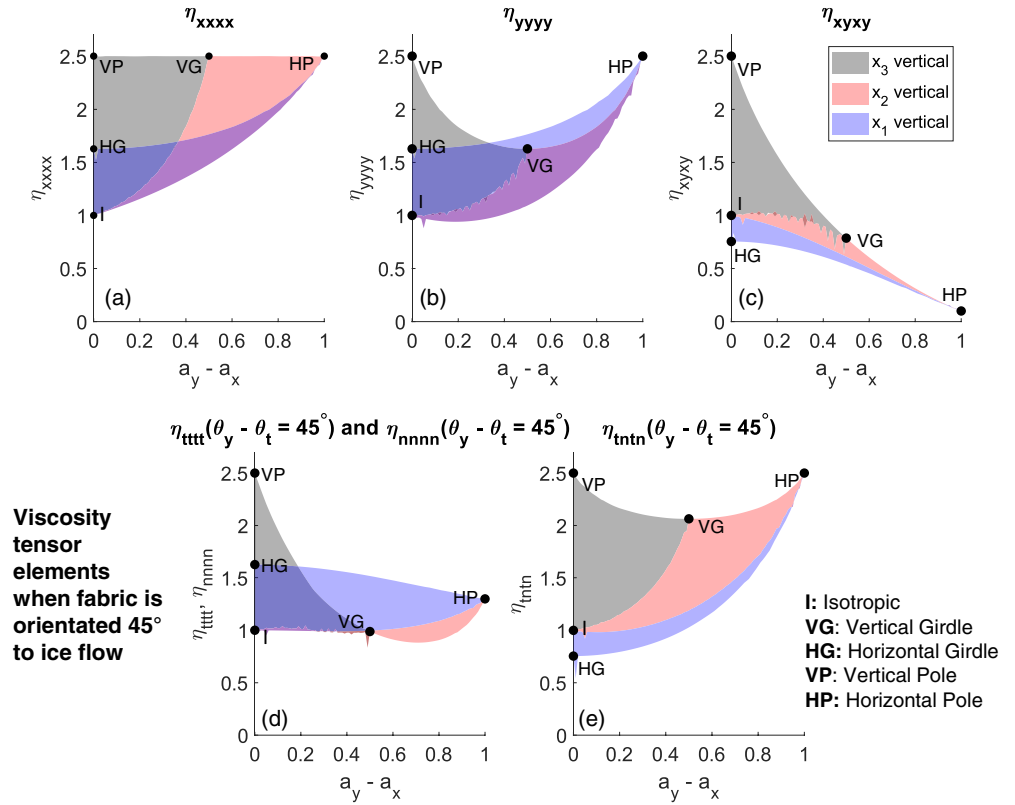 η_xxxx
η_yyyy
η_xyxy
2.5
2
1.5
1
0.5
0
η_xxxx
VP
VG
HP
HG
I
(a)
0 0.2 0.4 0.6 0.8 1
a_y - a_x
2.5
2
1.5
1
0.5
0
η_yyyy
VP
HP
HG
VG
I
(b)
0 0.2 0.4 0.6 0.8 1
a_y - a_x
2.5
2
1.5
1
0.5
0
η_xyxy
VP
I
HG
VG
HP
(c)
x_3 vertical
x_2 vertical
x_1 vertical
0 0.2 0.4 0.6 0.8 1
a_y - a_x
η_tttt(θ_y - θ_t = 45°) and η_nnnn(θ_y - θ_t = 45°)
η_tntn(θ_y - θ_t = 45°)
Viscosity
tensor
elements
when fabric is
orientated 45°
to ice flow
2.5
2
1.5
1
0.5
0
η_tttt, η_nnnn
VP
HG
HP
VG
I
(d)
0 0.2 0.4 0.6 0.8 1
a_y - a_x
2.5
2
1.5
1
0.5
0
η_tntn
VP
HP
VG
I
HG
(e)
0 0.2 0.4 0.6 0.8 1
a_y - a_x
I: Isotropic
VG: Vertical Girdle
HG: Horizontal Girdle
VP: Vertical Pole
HP: Horizontal Pole